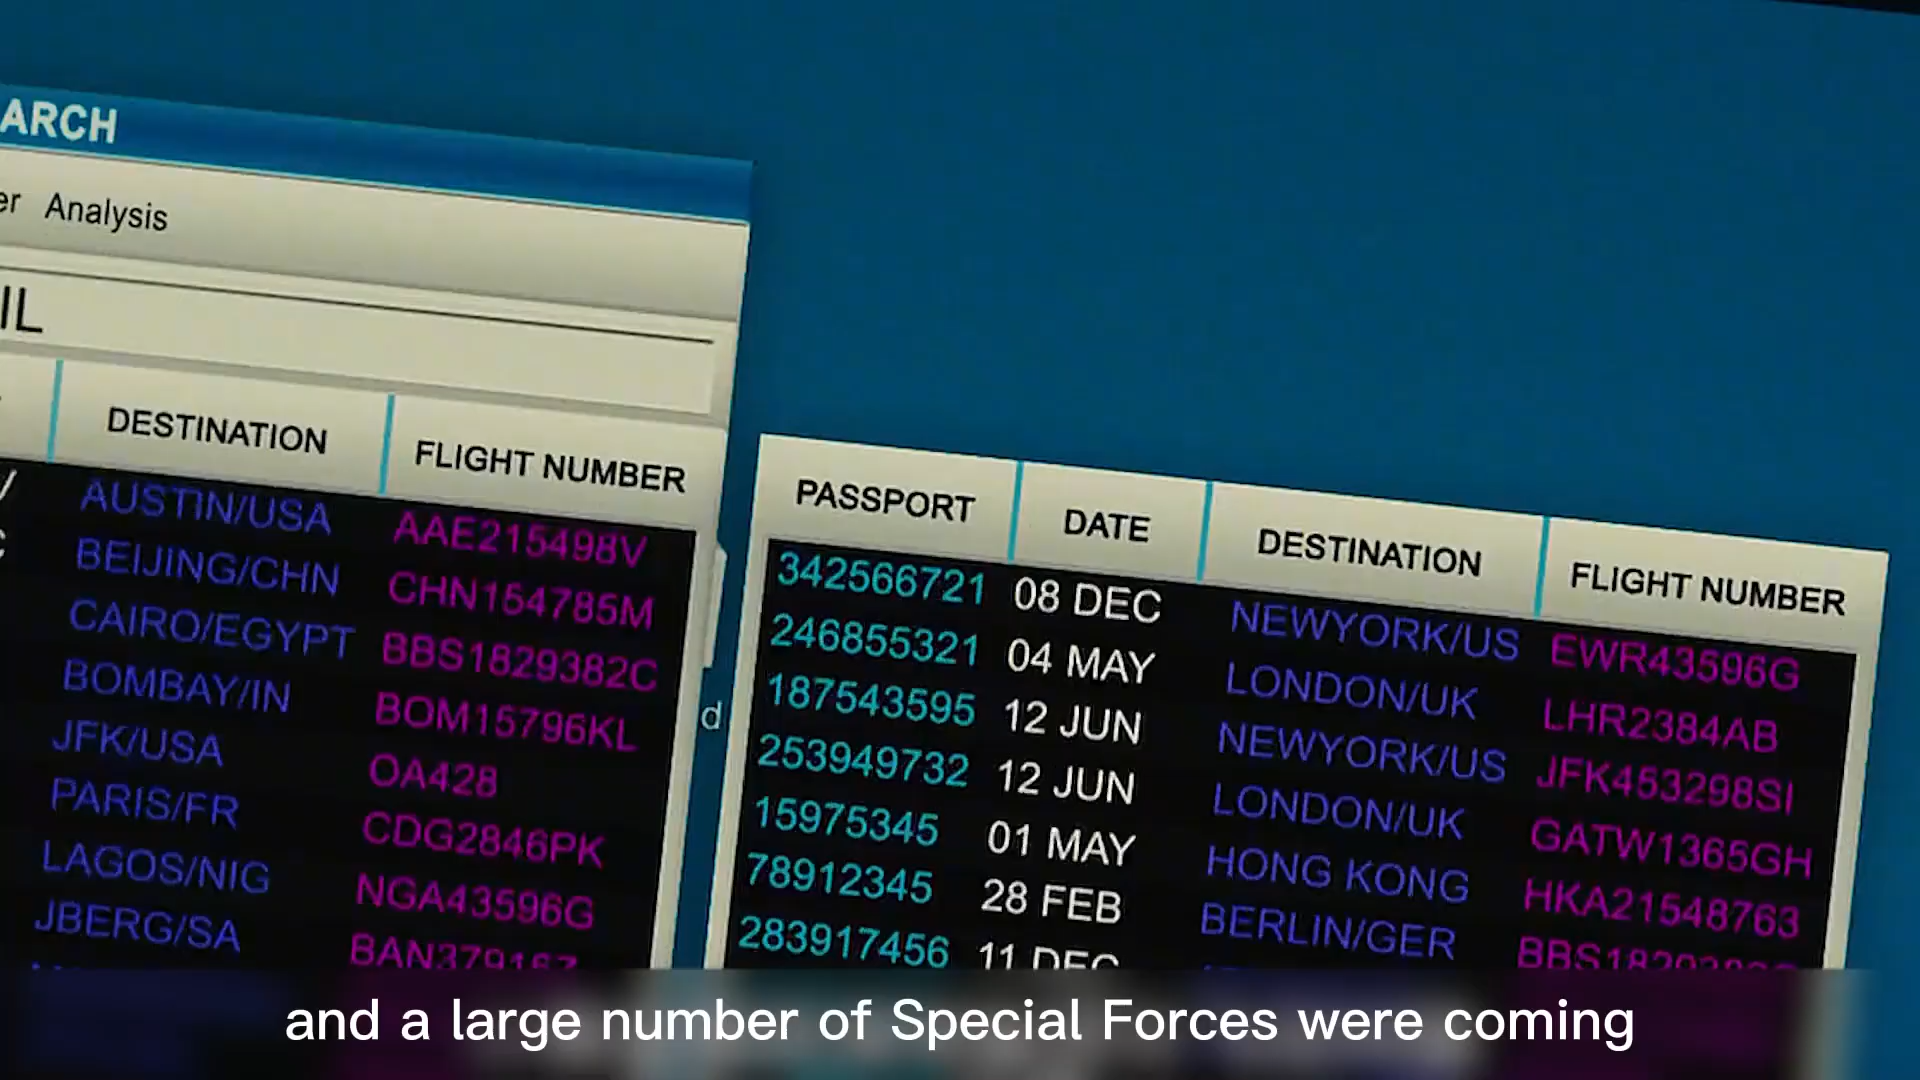 ARCH
er Analysis
IL
DESTINATION FLIGHT NUMBER
AUSTIN/USA AAE215498V
BEIJING/CHN CHN154785M
CAIRO/EGYPT BBS1829382C
BOMBAY/IN BOM15796KL
JFK/USA OA428
PARIS/FR CDG2846PK
LAGOS/NIG NGA43596G
JBERG/SA
d
PASSPORT DATE DESTINATION FLIGHT NUMBER
342566721 08 DEC NEWYORK/US EWR43596G
246855321 04 MAY LONDON/UK LHR2384AB
187543595 12 JUN NEWYORK/US JFK453298SI
253949732 12 JUN LONDON/UK GATW1365GH
15975345 01 MAY HONG KONG HKA21548763
78912345 28 FEB BERLIN/GER
283917456 11 DEC
and a large number of Special Forces were coming